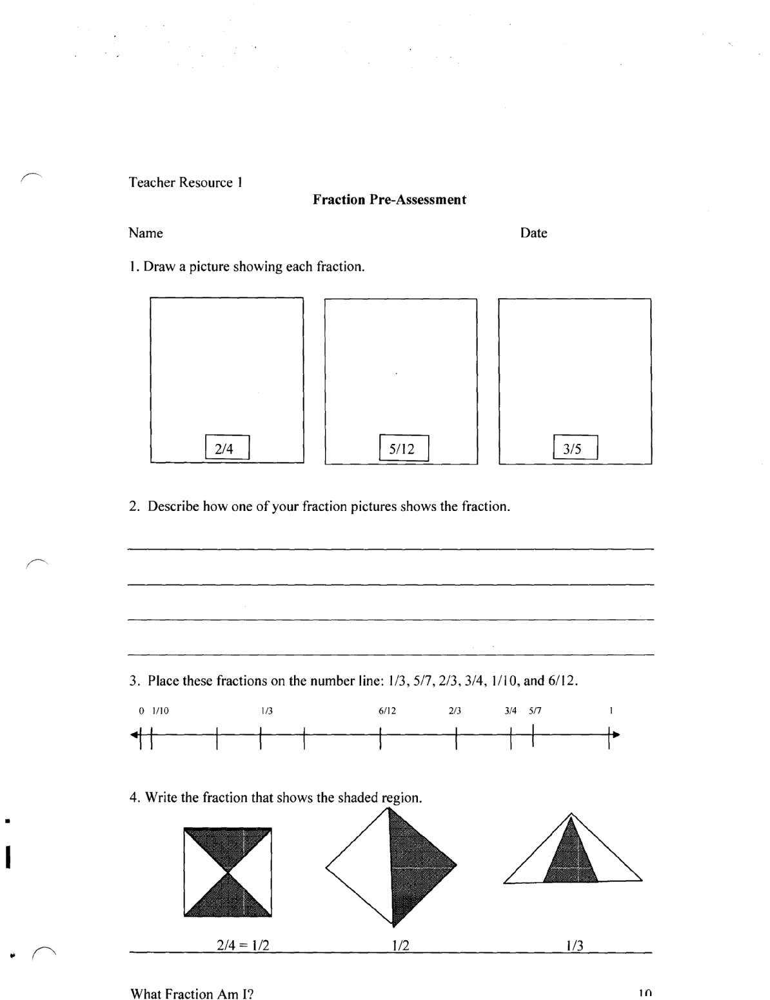 Teacher Resource 1
Fraction Pre-Assessment
Name Date
1. Draw a picture showing each fraction.
2/4 5/12 3/5
2. Describe how one of your fraction pictures shows the fraction.
3. Place these fractions on the number line: 1/3, 5/7, 2/3, 3/4, 1/10, and 6/12.
0 1/10 1/3 6/12 2/3 3/4 5/7 1
4. Write the fraction that shows the shaded region.
2/4 = 1/2 1/2 1/3
What Fraction Am I? 10